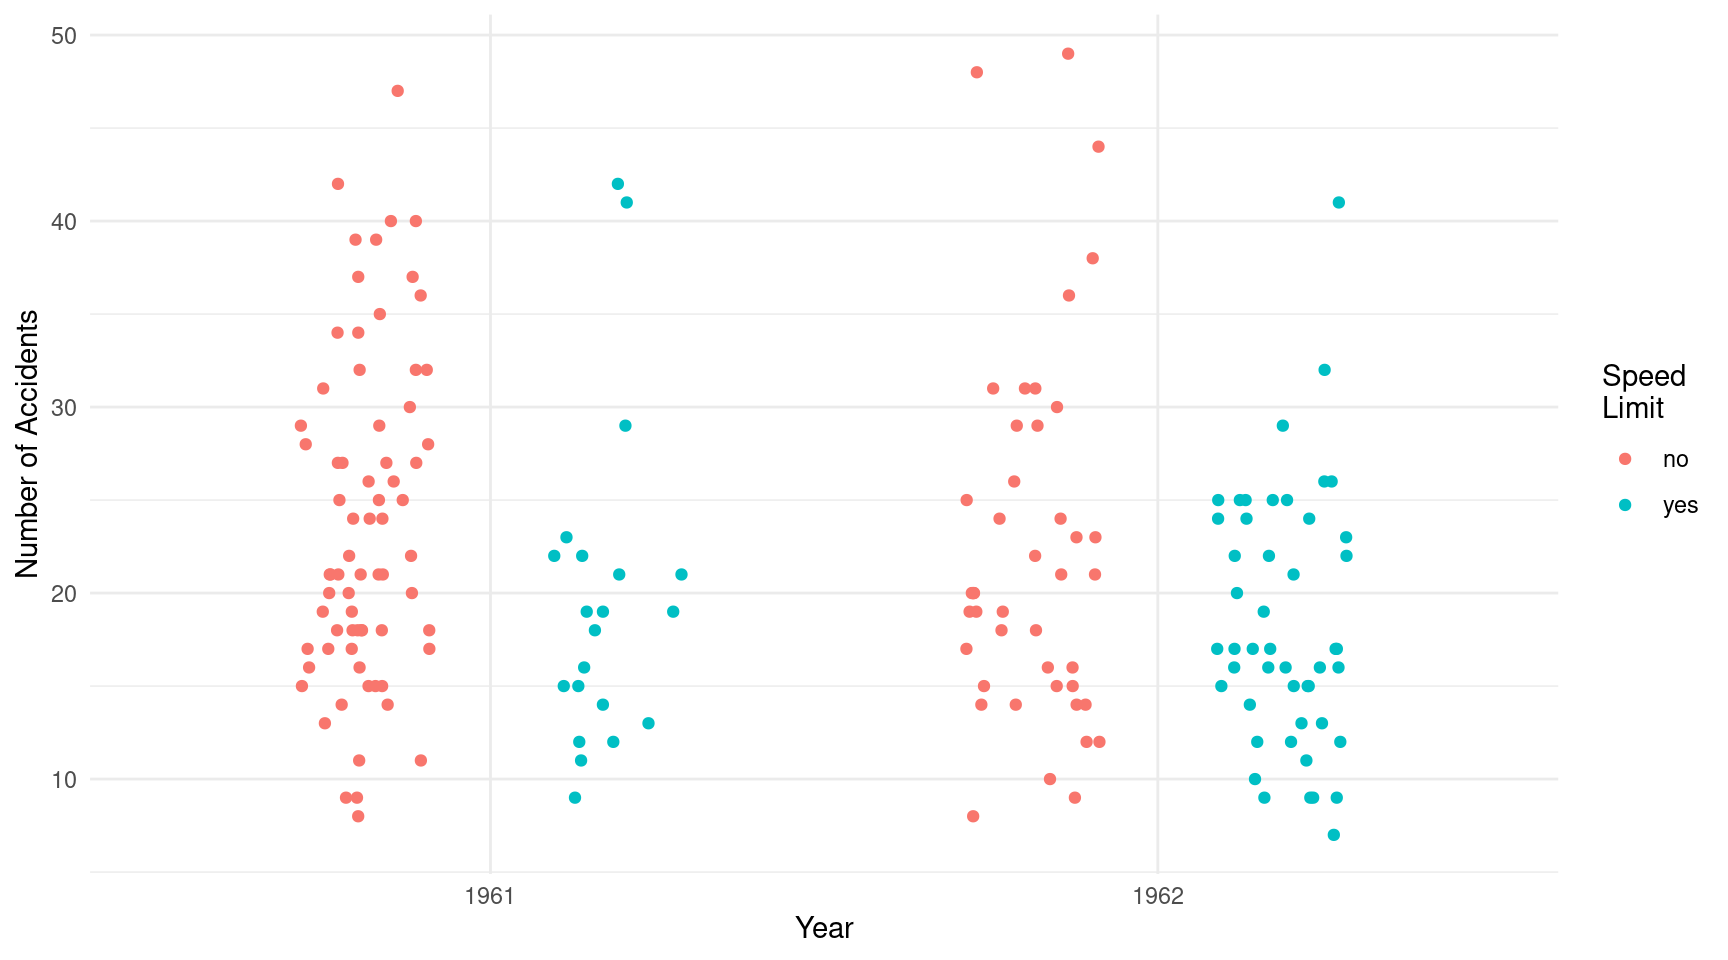 50
40
30
20
10
Number of Accidents
1961
1962
Year
Speed
Limit
no
yes